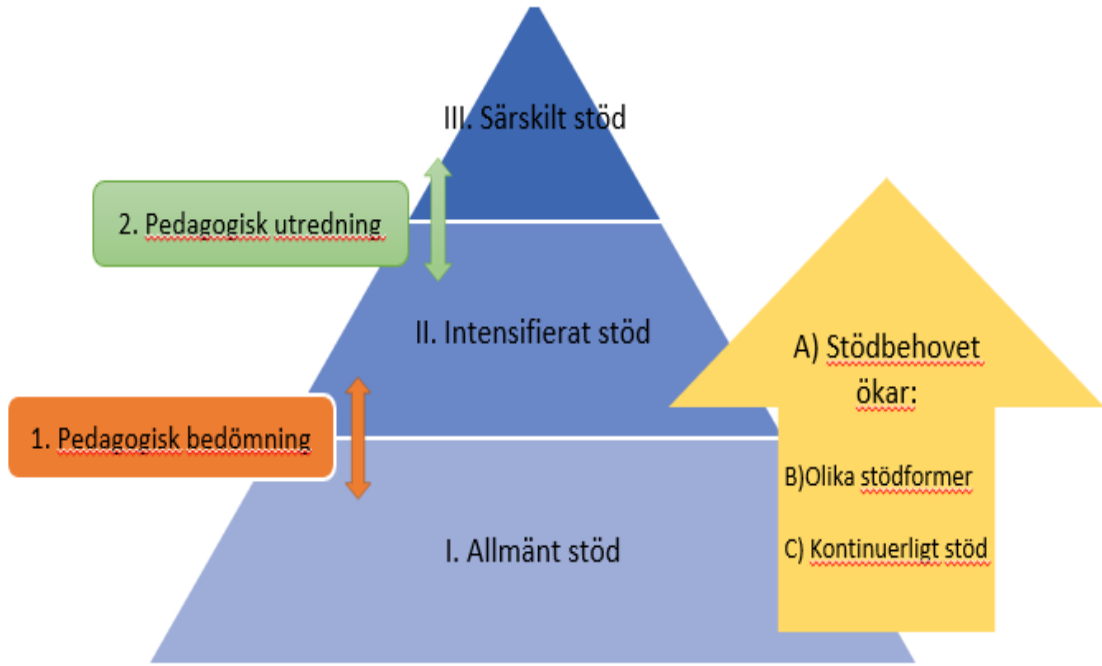 III. Särskilt stöd
2. Pedagogisk utredning
II. Intensifierat stöd
A) Stödbehovet
ökar:
1. Pedagogisk bedömning
B)Olika stödformer
I. Allmänt stöd
C) Kontinuerligt stöd